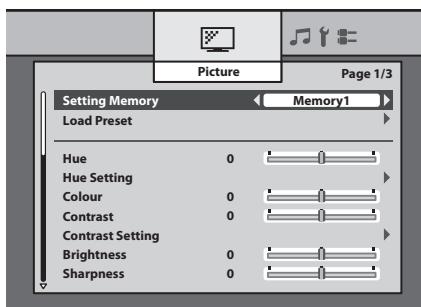 Picture
Page 1/3
Setting Memory Memory1
Load Preset
Hue 0
Hue Setting
Colour 0
Contrast 0
Contrast Setting
Brightness 0
Sharpness 0